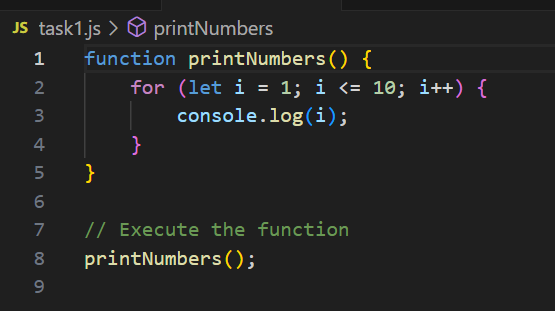 JS task1.js > printNumbers
1 function printNumbers() {
2     for (let i = 1; i <= 10; i++) {
3         console.log(i);
4     }
5 }
6
7 // Execute the function
8 printNumbers();
9